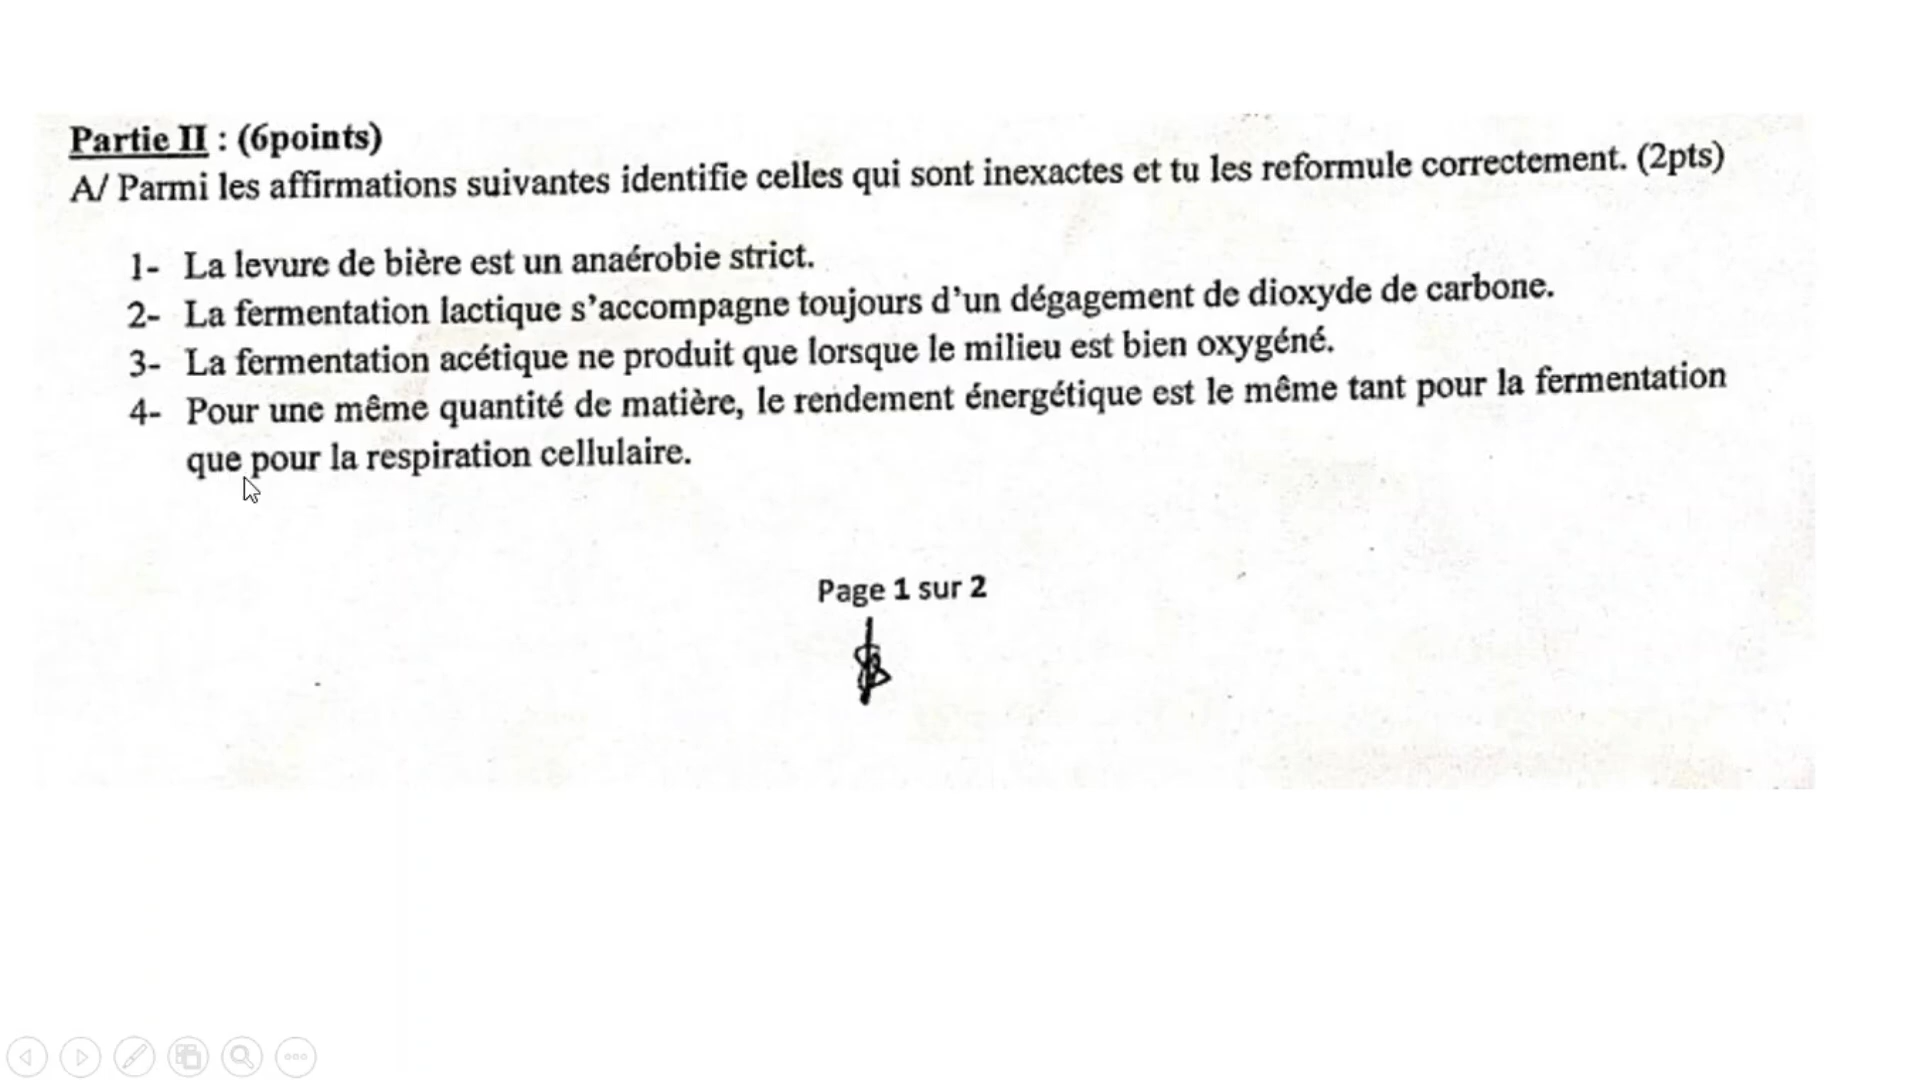 Partie II : (6points)
A/ Parmi les affirmations suivantes identifie celles qui sont inexactes et tu les reformule correctement. (2pts)
1- La levure de bière est un anaérobie strict.
2- La fermentation lactique s'accompagne toujours d'un dégagement de dioxyde de carbone.
3- La fermentation acétique ne produit que lorsque le milieu est bien oxygéné.
4- Pour une même quantité de matière, le rendement énergétique est le même tant pour la fermentation
que pour la respiration cellulaire.
Page 1 sur 2